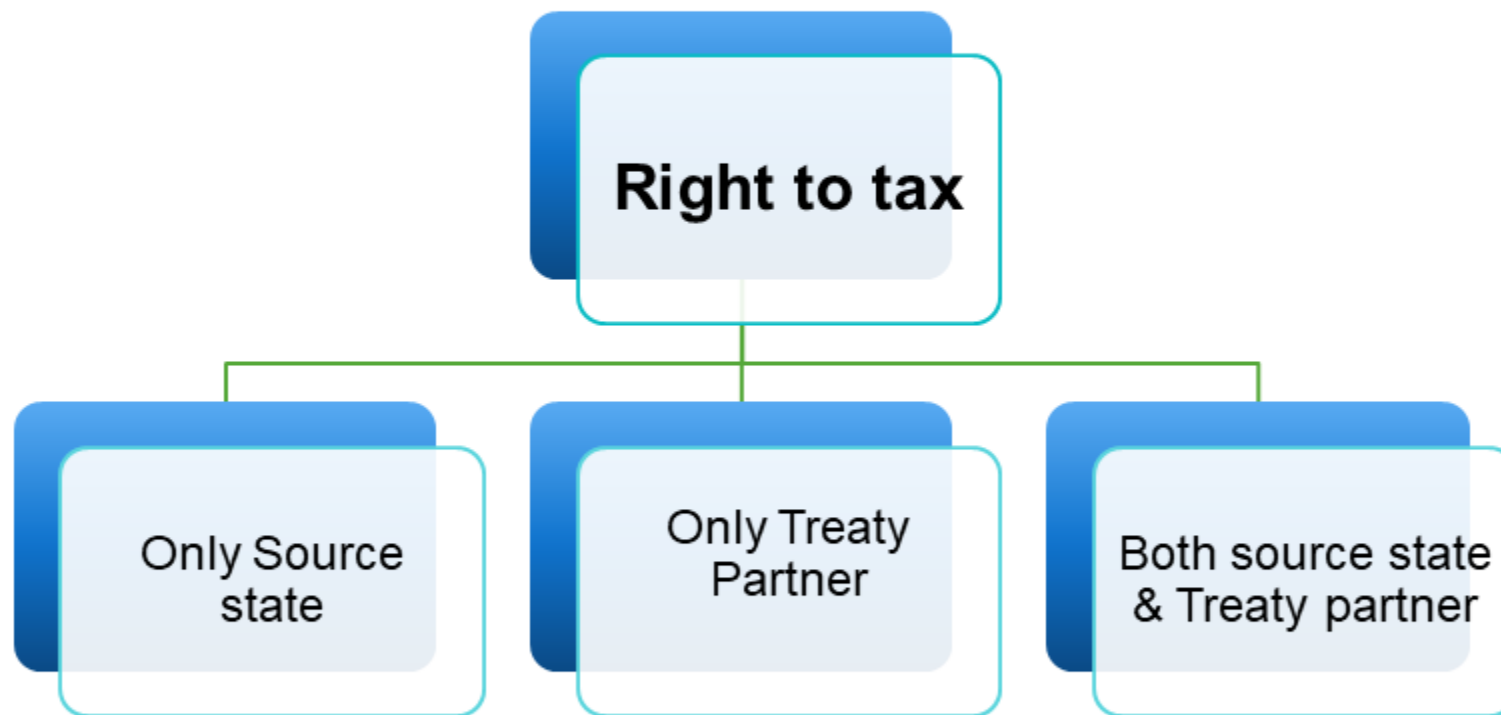 Right to tax
Only Source
state
Only Treaty
Partner
Both source state
& Treaty partner